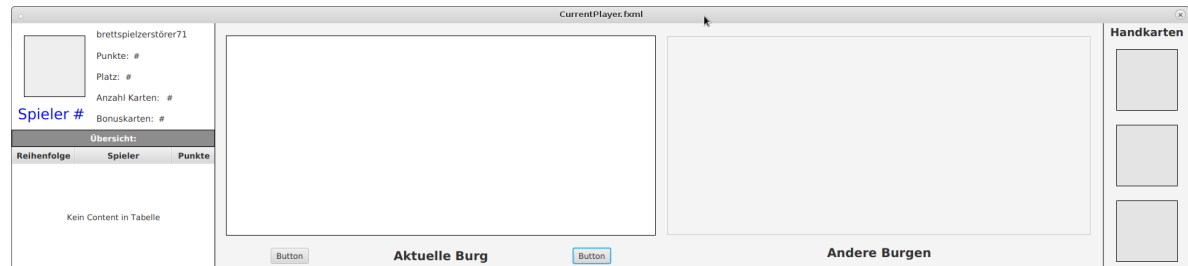 CurrentPlayer.fxml
brettspielzerstörer71
Punkte: #
Platz: #
Anzahl Karten: #
Spieler #
Bonuskarten: #
Übersicht:
Reihenfolge Spieler Punkte
Kein Content in Tabelle
Button Aktuelle Burg Button
Andere Burgen
Handkarten